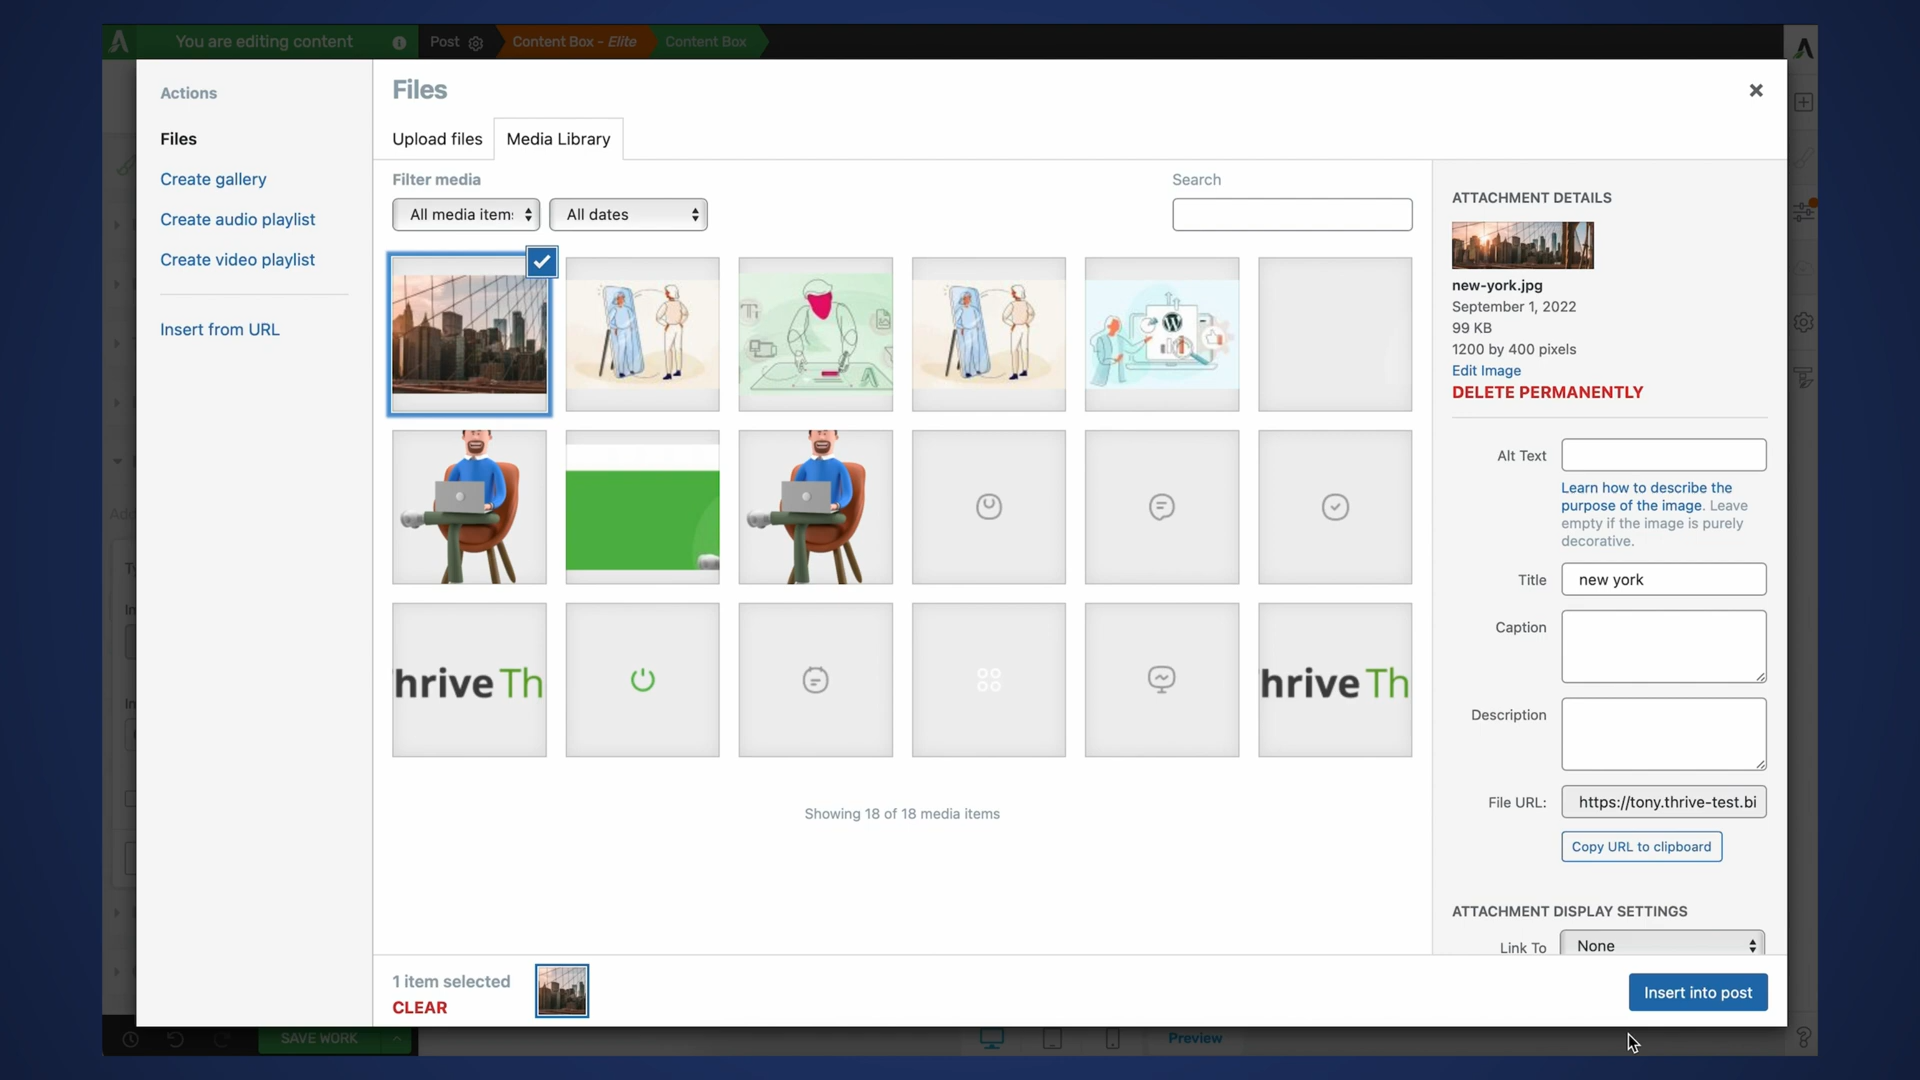 You are editing content
Post
Content Box - Elite
Content Box
Actions
Files
Create gallery
Create audio playlist
Create video playlist
Insert from URL
Files
Upload files
Media Library
Filter media
All media item
All dates
Search
hrive Th
hrive Th
Showing 18 of 18 media items
ATTACHMENT DETAILS
new-york.jpg
September 1, 2022
99 KB
1200 by 400 pixels
Edit Image
DELETE PERMANENTLY
Alt Text
Learn how to describe the
purpose of the image. Leave
empty if the image is purely
decorative.
Title
new york
Caption
Description
File URL:
https://tony.thrive-test.bi
Copy URL to clipboard
ATTACHMENT DISPLAY SETTINGS
Link To
None
1 item selected
CLEAR
Insert into post
SAVE WORK
Preview